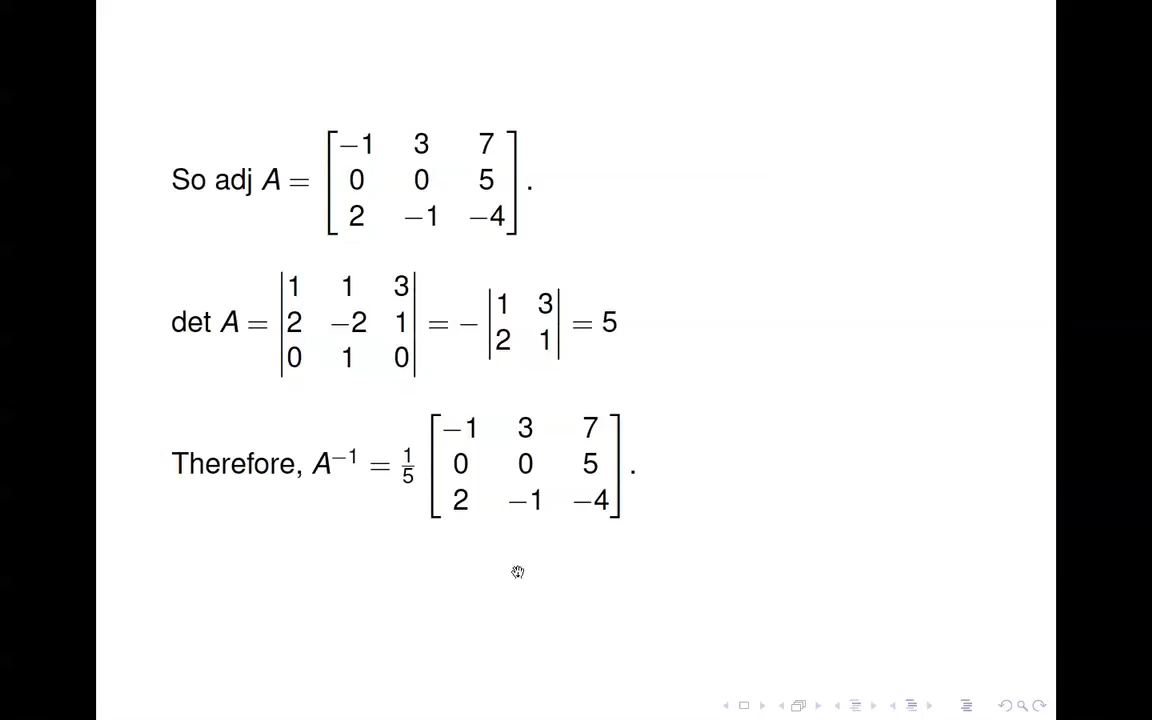 So adj A = [−1 3 7
0 0 5
2 −1 −4].
det A = |1 1 3
2 −2 1
0 1 0| = − |1 3
2 1| = 5
Therefore, A⁻¹ = 1/5 [−1 3 7
0 0 5
2 −1 −4].